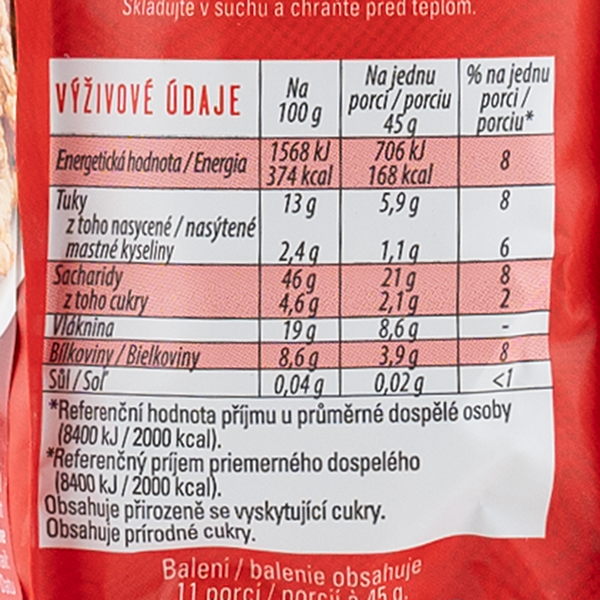 Skladujte v suchu a chraňte před teplom.
VÝŽIVOVÉ ÚDAJE
Na 100 g
Na jednu porci / porciu 45 g
% na jednu porci / porciu*
Energetická hodnota / Energia 1568 kJ 374 kcal 706 kJ 168 kcal 8
Tuky 13 g 5,9 g 8
z toho nasycené / nasýtené
mastné kyseliny 2,4 g 1,1 g 6
Sacharidy 46 g 21 g 8
z toho cukry 4,6 g 2,1 g 2
Vláknina 19 g 8,6 g -
Bílkoviny / Bielkoviny 8,6 g 3,9 g 8
Sůl / Soľ 0,04 g 0,02 g <1
*Referenční hodnota příjmu u průměrné dospělé osoby
(8400 kJ / 2000 kcal).
*Referenčný príjem priemerného dospelého
(8400 kJ / 2000 kcal).
Obsahuje přirozeně se vyskytující cukry.
Obsahuje prírodné cukry.
Balení / balenie obsahuje
11 porcí / porcií à 45 g.